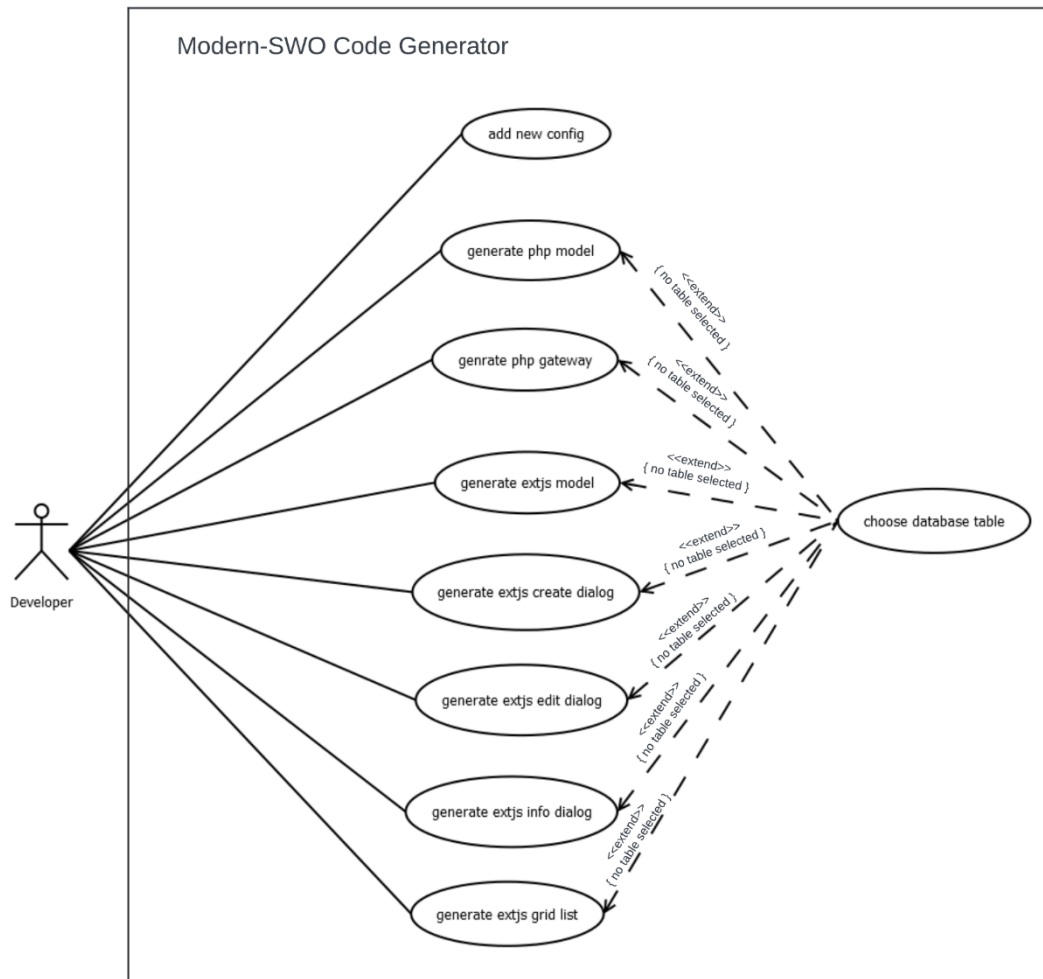 Modern-SWO Code Generator
add new config
generate php model
<<extend>>
{ no table selected }
genrate php gateway
<<extend>>
{ no table selected }
generate extjs model
<<extend>>
{ no table selected }
choose database table
Developer
generate extjs create dialog
<<extend>>
{ no table selected }
generate extjs edit dialog
<<extend>>
{ no table selected }
generate extjs info dialog
<<extend>>
{ no table selected }
generate extjs grid list
<<extend>>
{ no table selected }